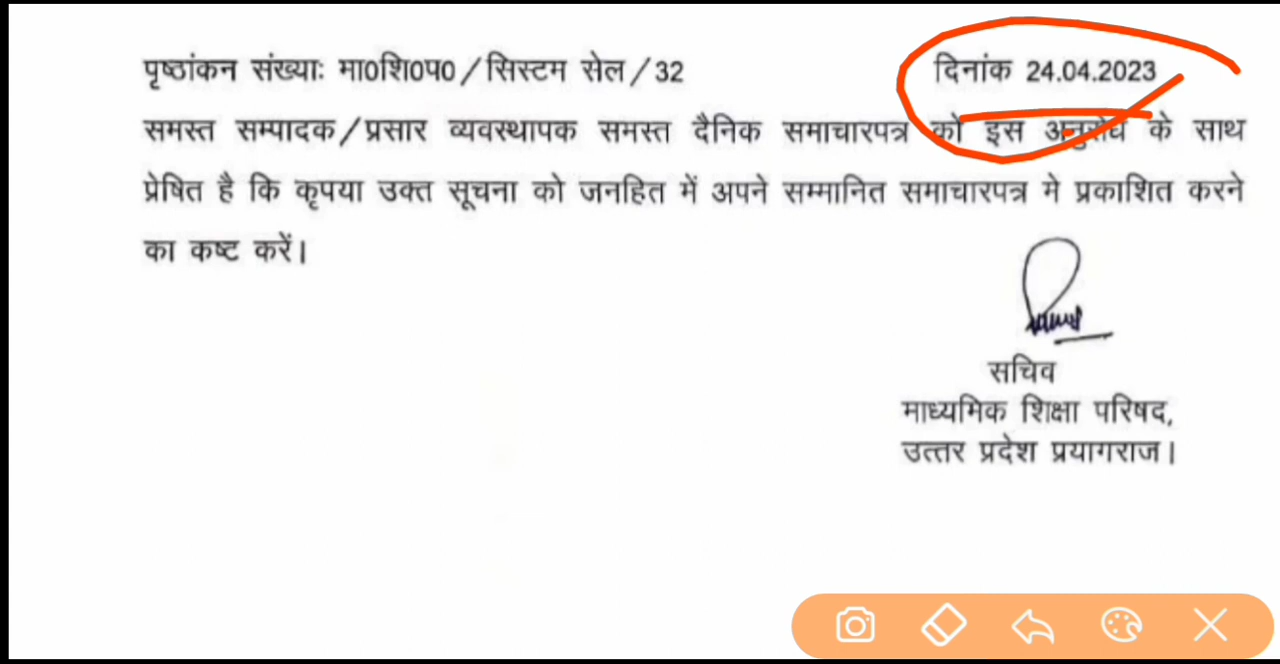 पृष्ठांकन संख्याः मा0शि0प0/सिस्टम सेल/32 दिनांक 24.04.2023
समस्त सम्पादक/प्रसार व्यवस्थापक समस्त दैनिक समाचारपत्र को इस अनुरोध के साथ
प्रेषित है कि कृपया उक्त सूचना को जनहित में अपने सम्मानित समाचारपत्र मे प्रकाशित करने
का कष्ट करें।
सचिव
माध्यमिक शिक्षा परिषद,
उत्तर प्रदेश प्रयागराज।